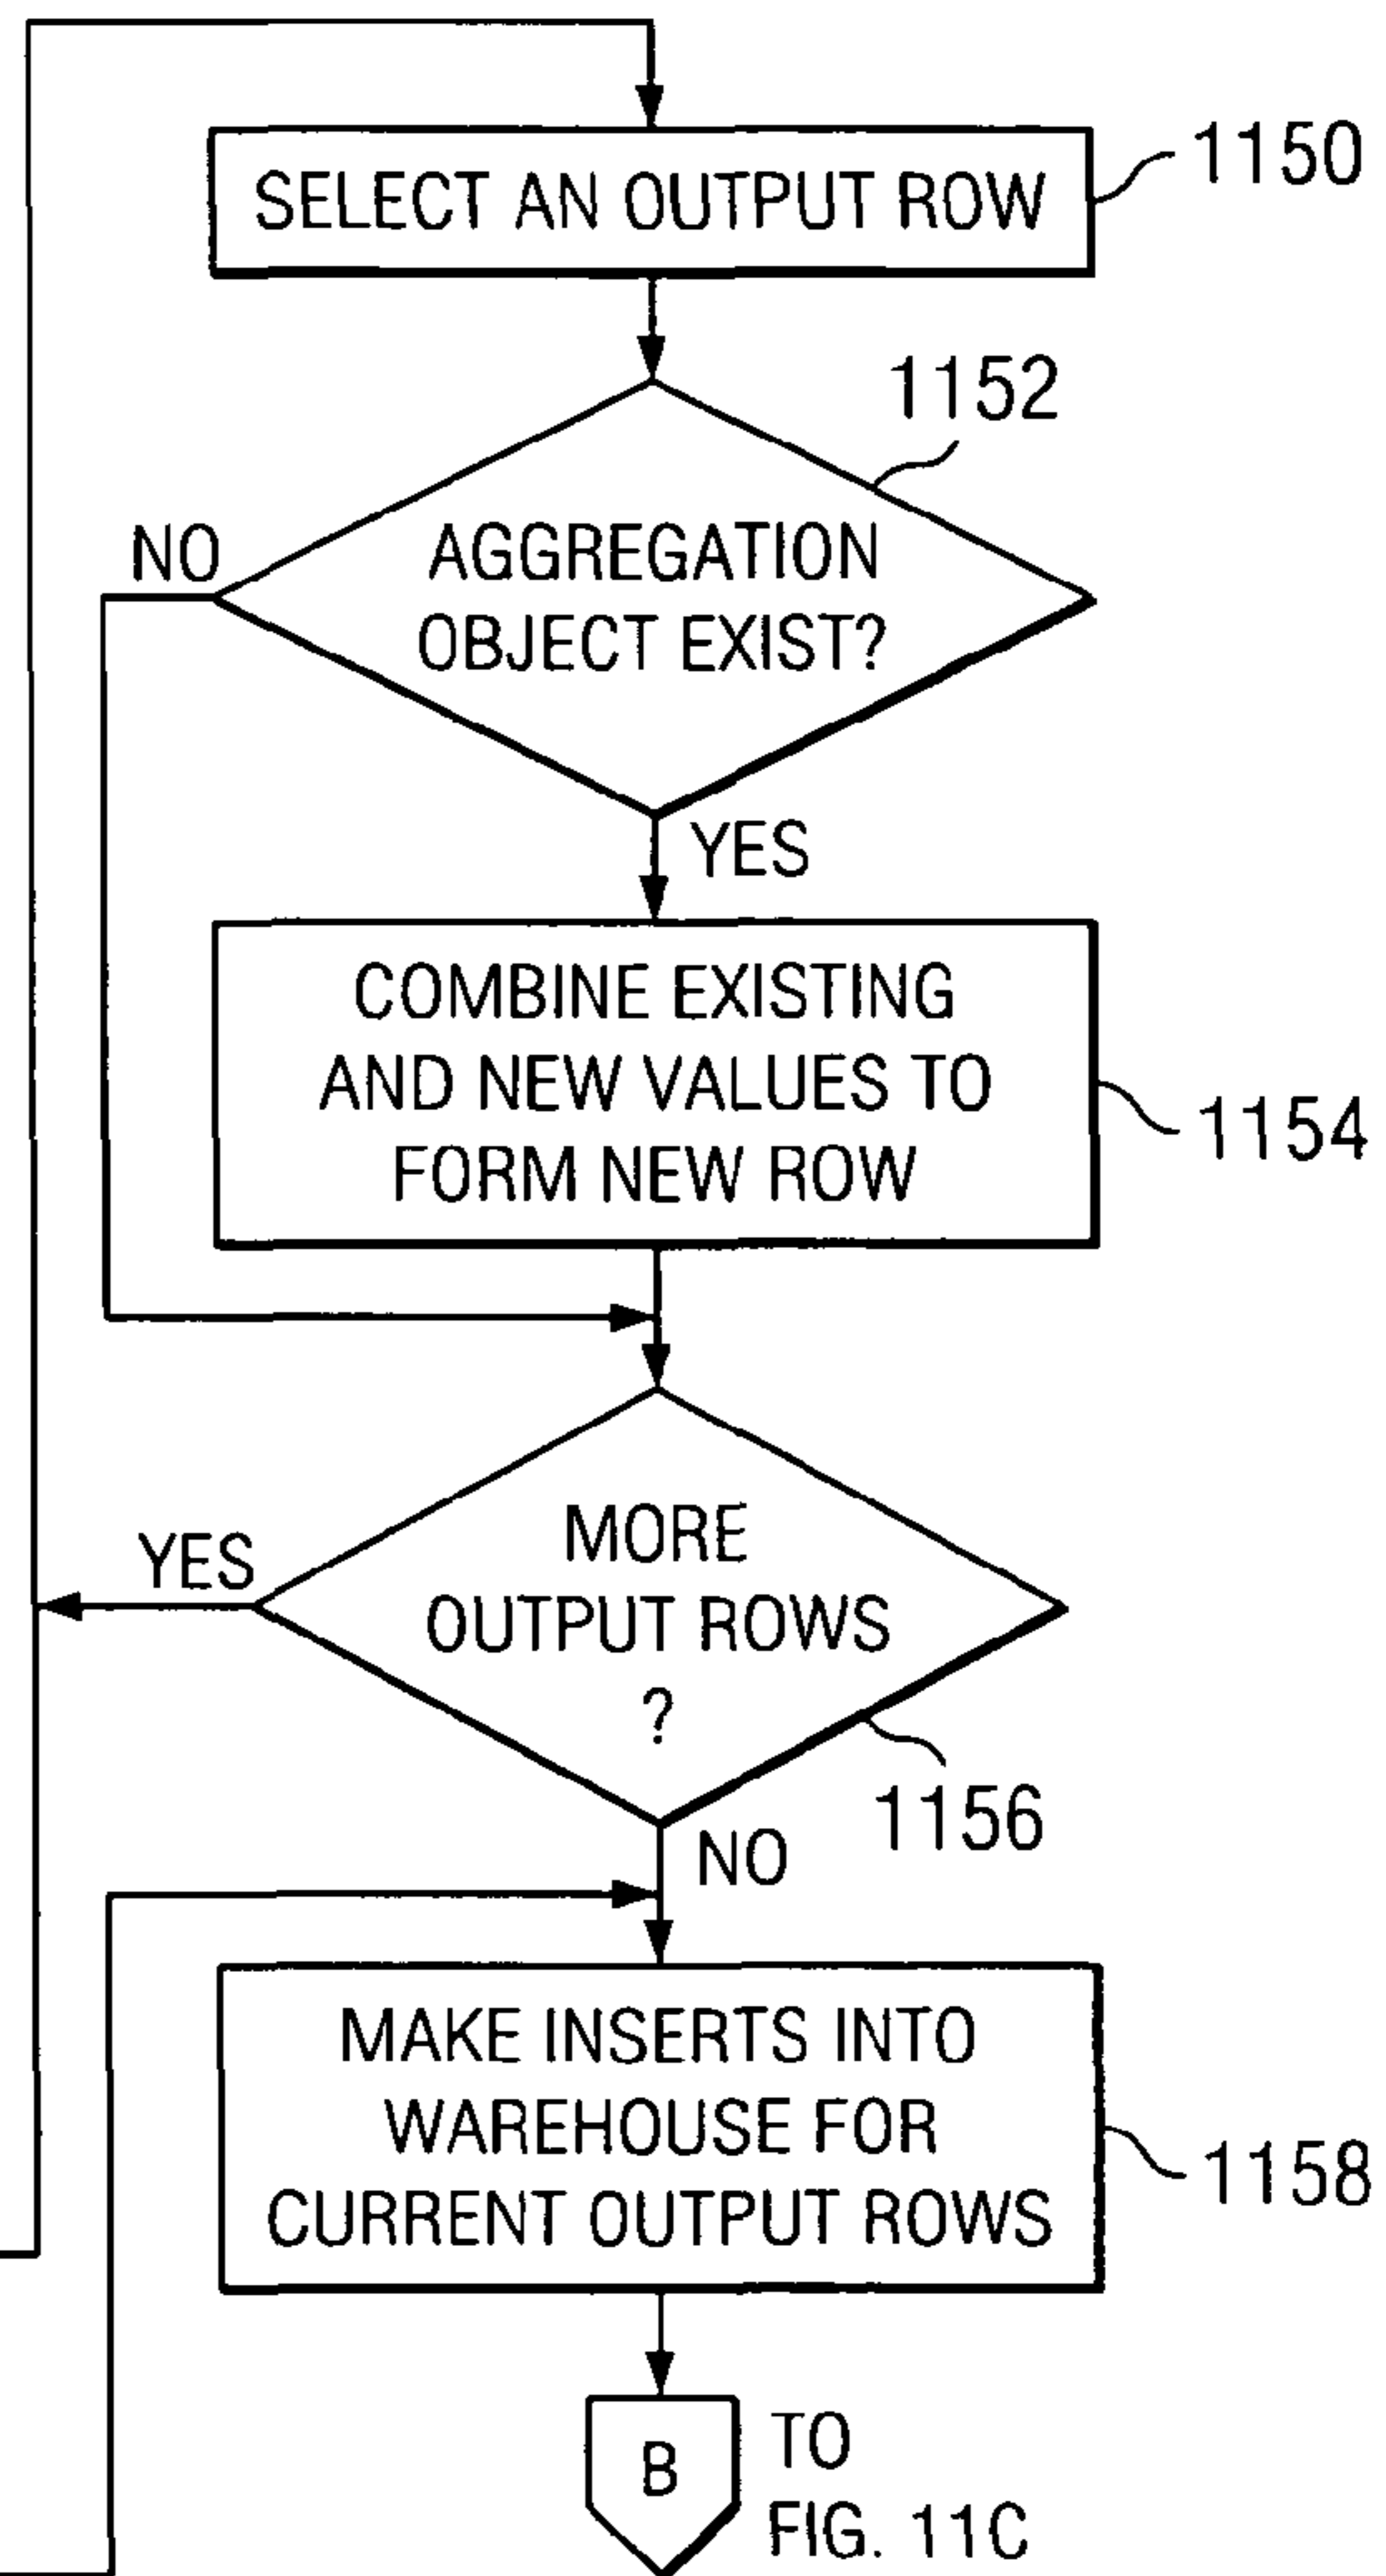 1150
SELECT AN OUTPUT ROW
1152
NO
AGGREGATION
OBJECT EXIST?
YES
COMBINE EXISTING
AND NEW VALUES TO
FORM NEW ROW
1154
YES
MORE
OUTPUT ROWS
?
1156
NO
MAKE INSERTS INTO
WAREHOUSE FOR
CURRENT OUTPUT ROWS
1158
B
TO
FIG. 11C